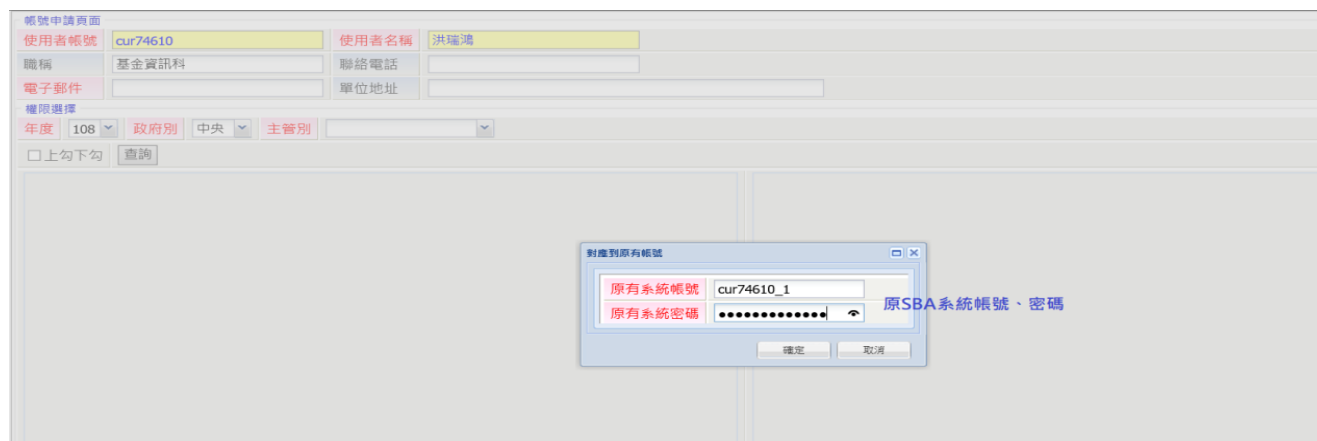 帳號申請頁面
使用者帳號 cur74610 使用者名稱 洪瑞鴻
職稱 基金資訊科 聯絡電話
電子郵件 單位地址
權限選擇
年度 108 政府別 中央 主管別
上勾下勾 查詢
對應到原有帳號
原有系統帳號 cur74610_1
原有系統密碼 ●●●●●●●●●●●●●
原SBA系統帳號、密碼
確定 取消